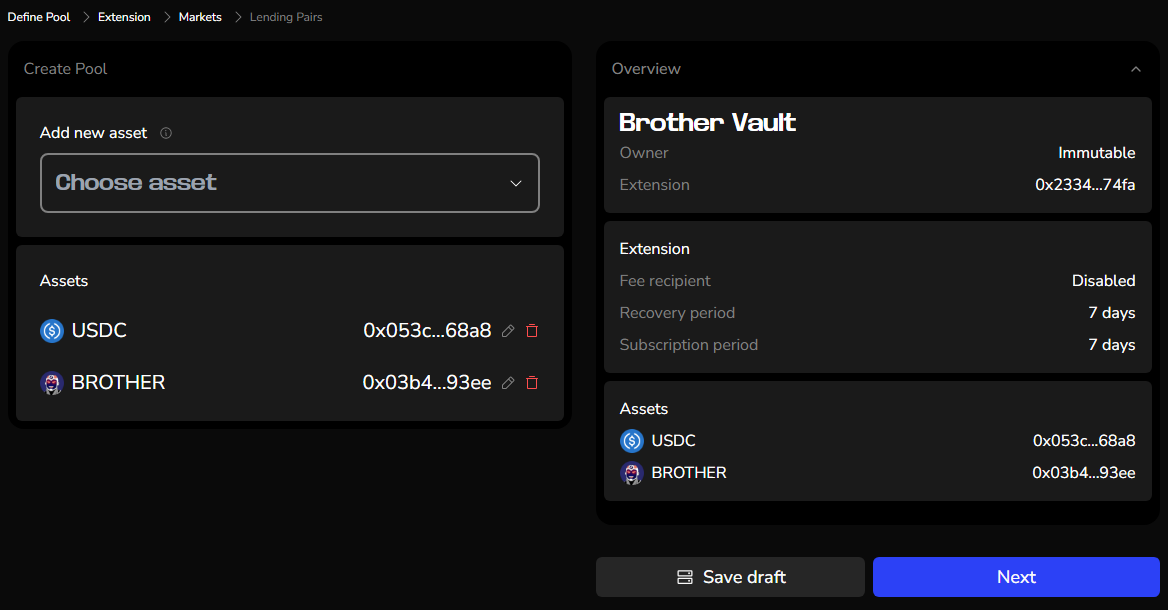 Define Pool > Extension > Markets > Lending Pairs
Create Pool
Add new asset
Choose asset
Assets
USDC 0x053c...68a8
BROTHER 0x03b4...93ee
Overview
Brother Vault
Owner Immutable
Extension 0x2334...74fa
Extension
Fee recipient Disabled
Recovery period 7 days
Subscription period 7 days
Assets
USDC 0x053c...68a8
BROTHER 0x03b4...93ee
Save draft
Next